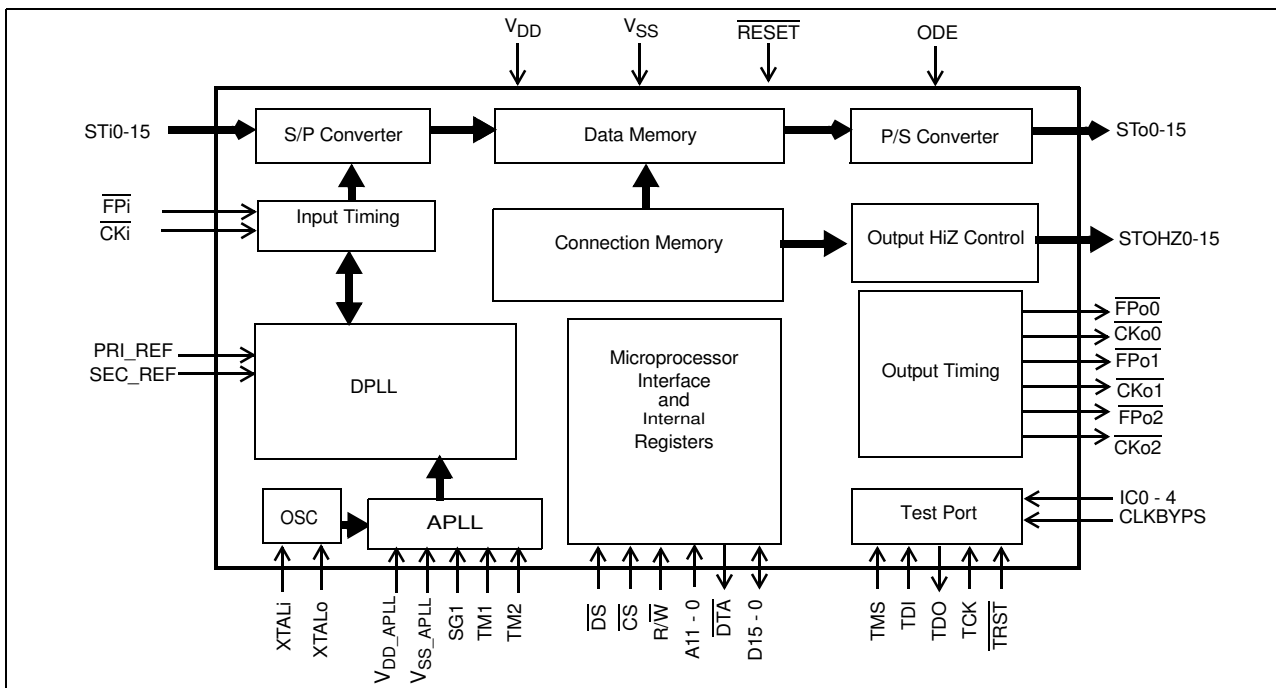 VDD
VSS
RESET
ODE
STi0-15
S/P Converter
Data Memory
P/S Converter
STo0-15
FPi
CKi
Input Timing
Connection Memory
Output HiZ Control
STOHZ0-15
PRI_REF
SEC_REF
DPLL
Microprocessor
Interface
and
Internal
Registers
Output Timing
FPo0
CKo0
FPo1
CKo1
FPo2
CKo2
OSC
APLL
Test Port
IC0 - 4
CLKBYPS
XTALi
XTALo
VDD_APLL
VSS_APLL
SG1
TM1
TM2
DS
CS
R/W
A11 - 0
DTA
D15 - 0
TMS
TDI
TDO
TCK
TRST